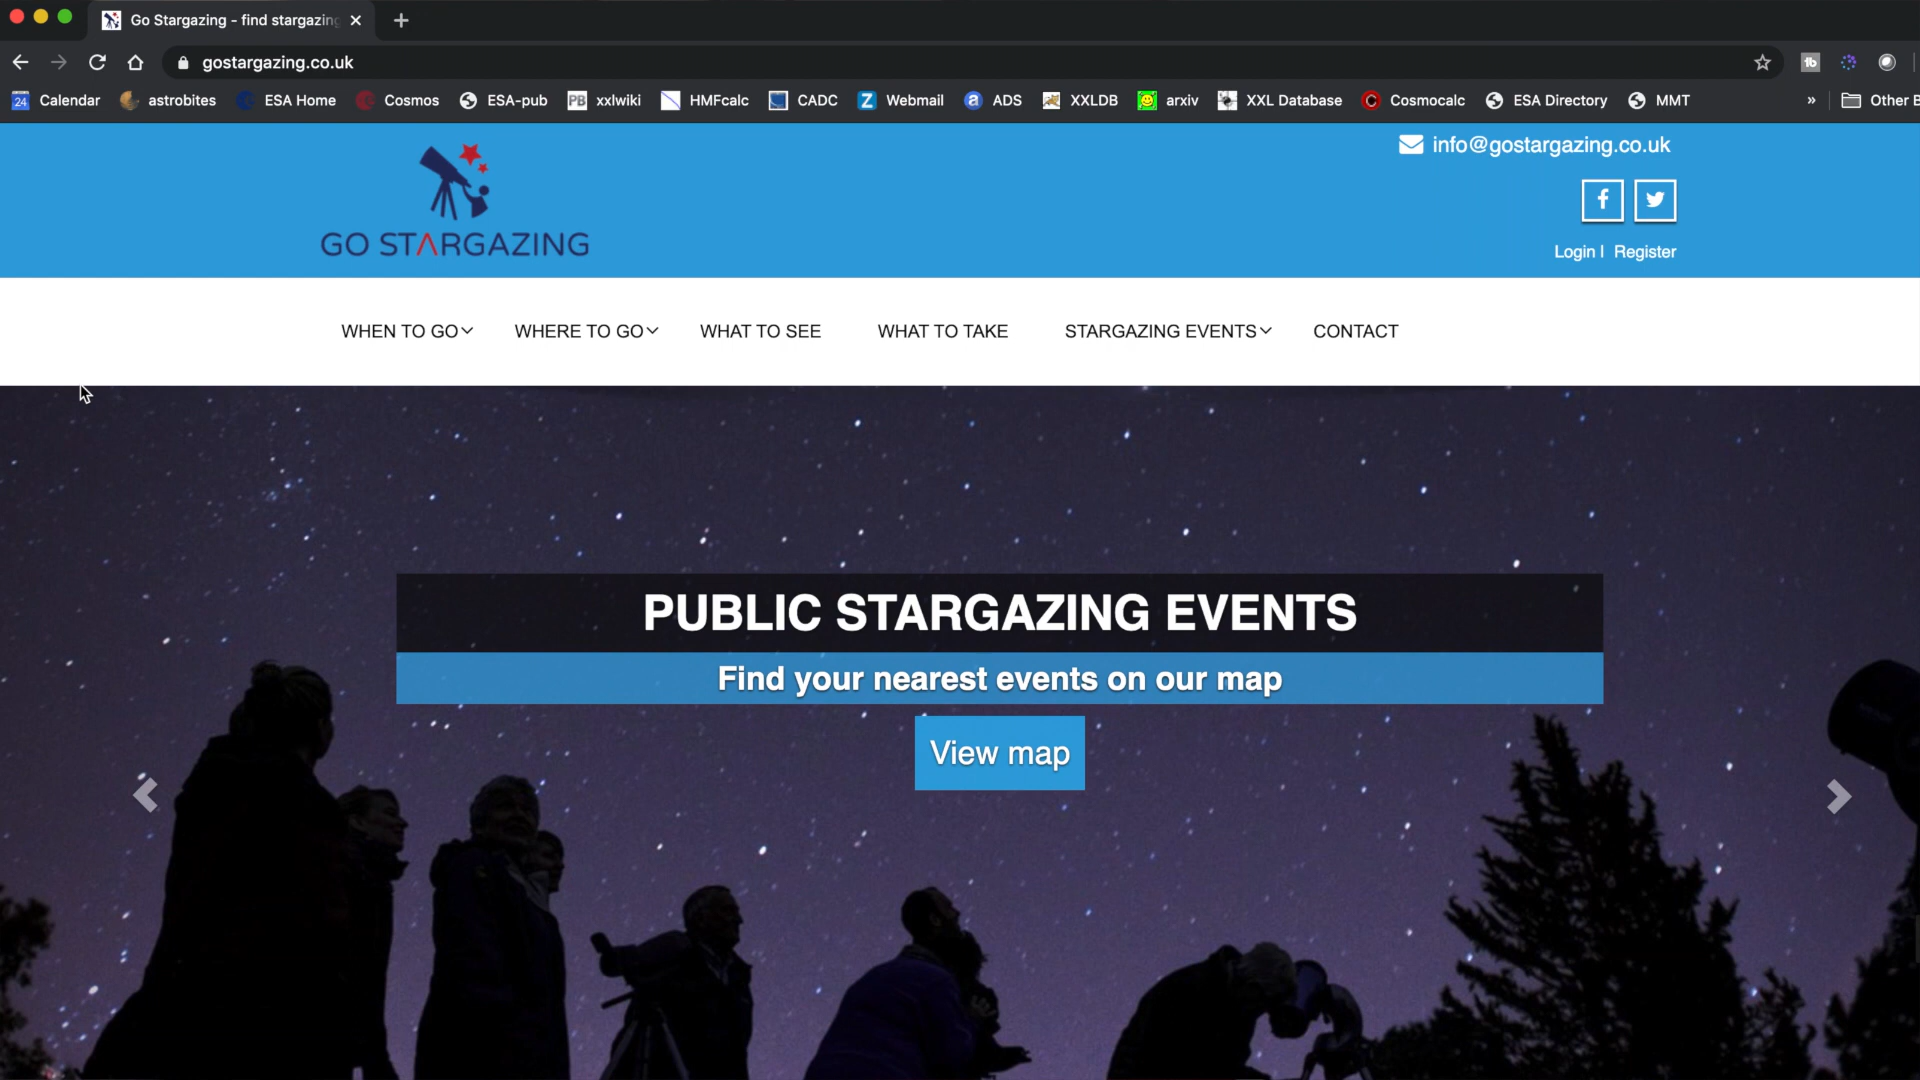 Go Stargazing - find stargazing
gostargazing.co.uk
24 Calendar astrobites ESA Home Cosmos ESA-pub PB xxlwiki HMFcalc CADC Z Webmail a ADS XXLDB arxiv XXL Database C Cosmocalc ESA Directory MMT » Other B
info@gostargazing.co.uk
GO STARGAZING
Login | Register
WHEN TO GO WHERE TO GO WHAT TO SEE WHAT TO TAKE STARGAZING EVENTS CONTACT
PUBLIC STARGAZING EVENTS
Find your nearest events on our map
View map